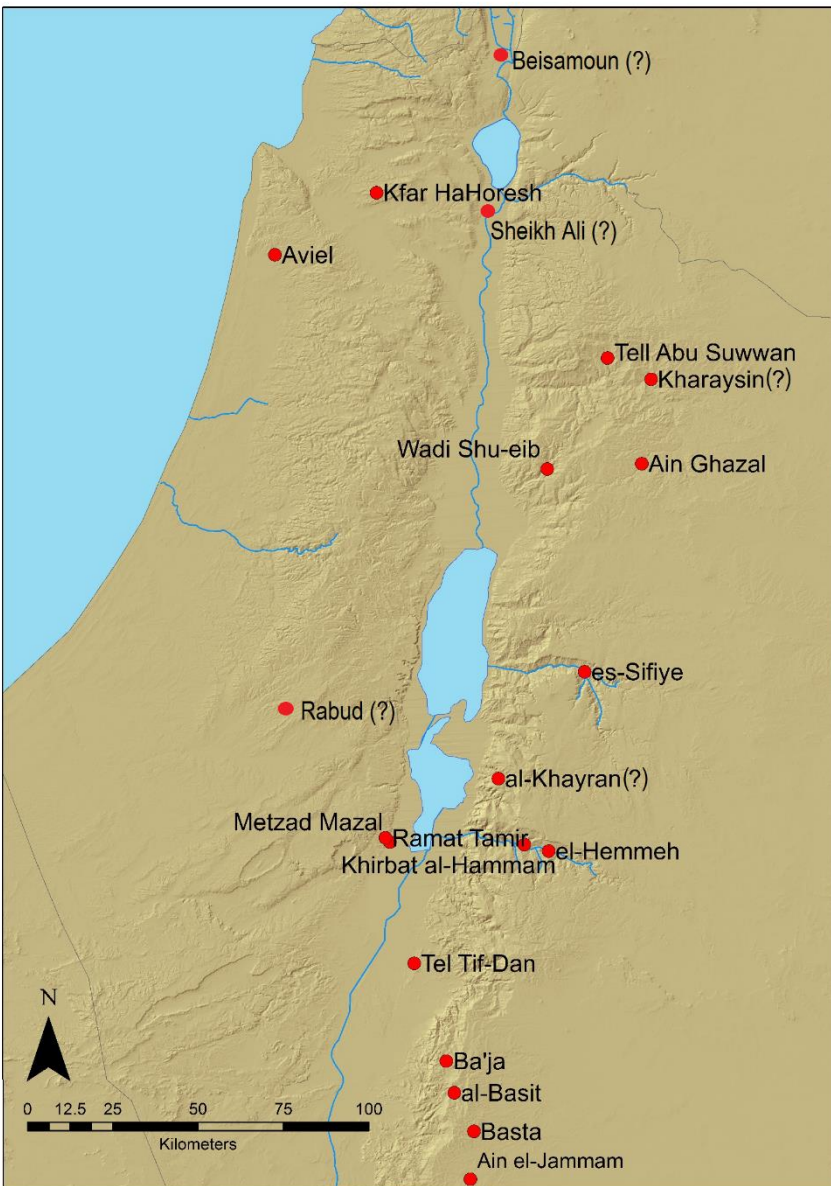 Beisamoun (?)
Kfar HaHoresh
Sheikh Ali (?)
Aviel
Tell Abu Suwwan
Kharaysin(?)
Wadi Shu-eib
Ain Ghazal
es-Sifiye
Rabud (?)
al-Khayran(?)
Metzad Mazal
Ramat Tamir
Khirbat al-Hammam
el-Hemmeh
Tel Tif-Dan
N
Ba'ja
al-Basit
0 12.5 25 50 75 100
Kilometers
Basta
Ain el-Jammam